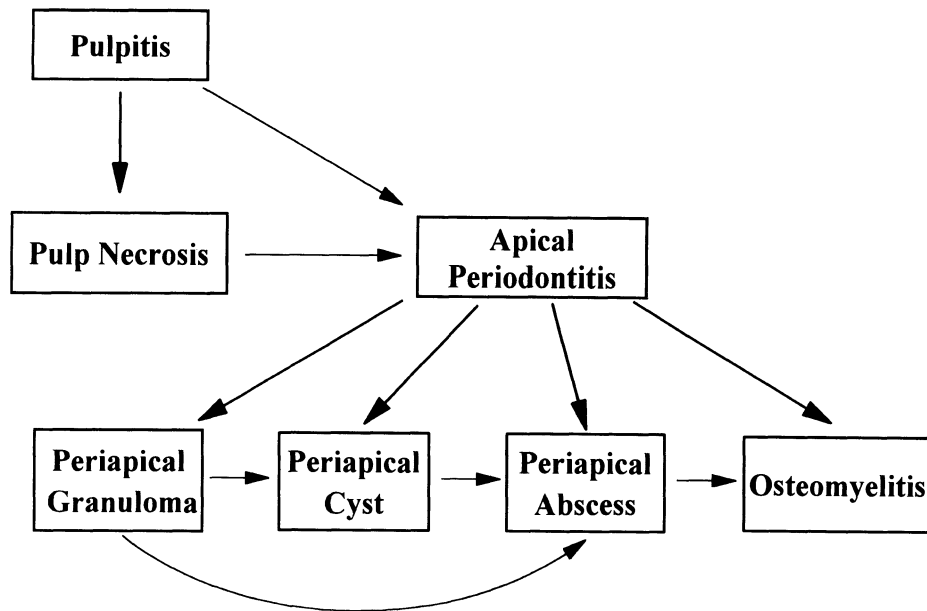 Pulpitis
Pulp Necrosis
Apical
Periodontitis
Periapical
Granuloma
Periapical
Cyst
Periapical
Abscess
Osteomyelitis